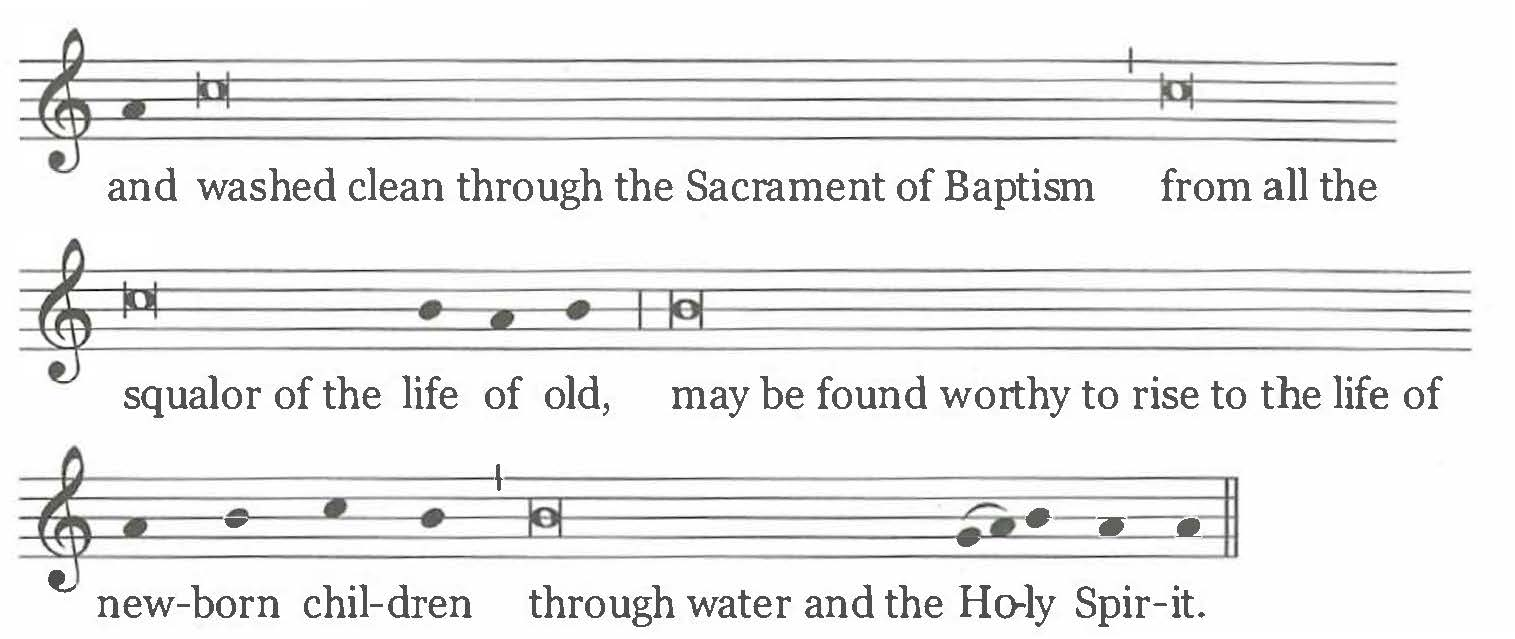 and washed clean through the Sacrament of Baptism from all the
squalor of the life of old, may be found worthy to rise to the life of
new-born chil-dren through water and the Ho-ly Spir-it.